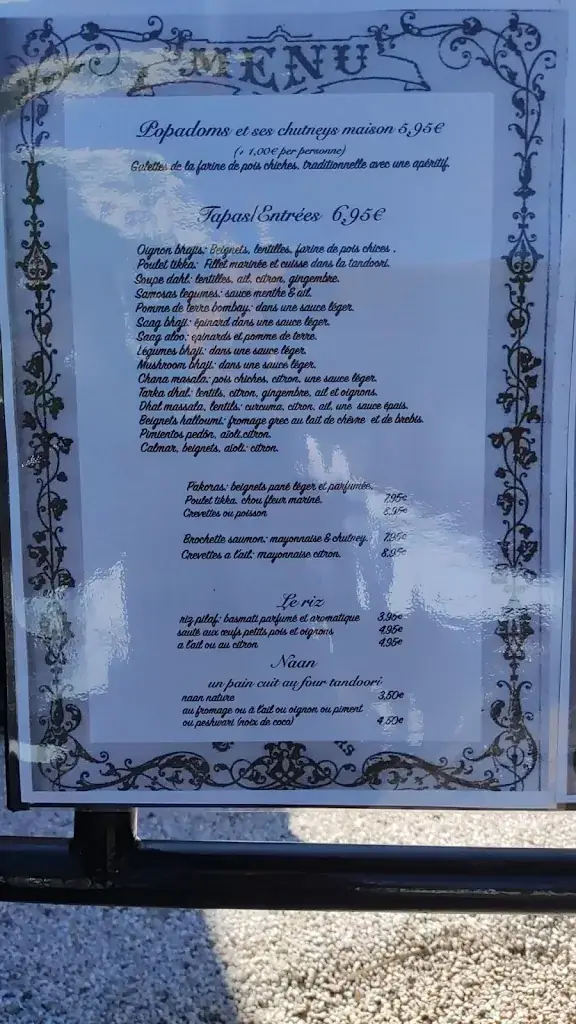 MENU
Popadoms et ses chutneys maison 5,95€
(+ 1,00€ per personne)
Galettes de la farine de pois chiches, traditionnelle avec une apéritif.
Tapas/Entrées 6,95€
Oignon bhajis: Beignets, lentilles, farine de pois chices .
Poulet tikka: Fillet marinée et cuisse dans la tandoori.
Soupe dahl: lentilles, ail, citron, gingembre.
Samosas legumes: sauce menthe & ail.
Pomme de terre bombay: dans une sauce léger.
Saag bhaji: épinard dans une sauce léger.
Saag aloo: épinards et pomme de terre.
Légumes bhaji: dans une sauce léger.
Mushroom bhaji: dans une sauce léger.
Chana masala: pois chiches, citron, une sauce léger.
Tarka dhal: lentils, citron, gingembre, ail et oignons.
Dhal massala, lentils: curcuma, citron, ail, une sauce épais.
Beignets halloumi: fromage grec au lait de chèvre et de brebis.
Pimientos pedón, aïoli,citron.
Calmar, beignets, aioli: citron.
Pakoras: beignets pané léger et parfumée.
Poulet tikka, chou fleur mariné. 7,95€
Crevettes ou poisson 8,95€
Brochette saumon: mayonnaise & chutney. 7,95€
Crevettes a l'ail: mayonnaise citron. 8,95€
Le riz
riz pilaf: basmati parfumé et aromatique 3,95€
sauté aux œufs petits pois et oignons 4,95€
a l'ail ou au citron 4,95€
Naan
un pain cuit au four tandoori
naan nature 3,50€
au fromage ou à l'ail ou oignon ou piment
ou peshwari (noix de coco) 4,50€